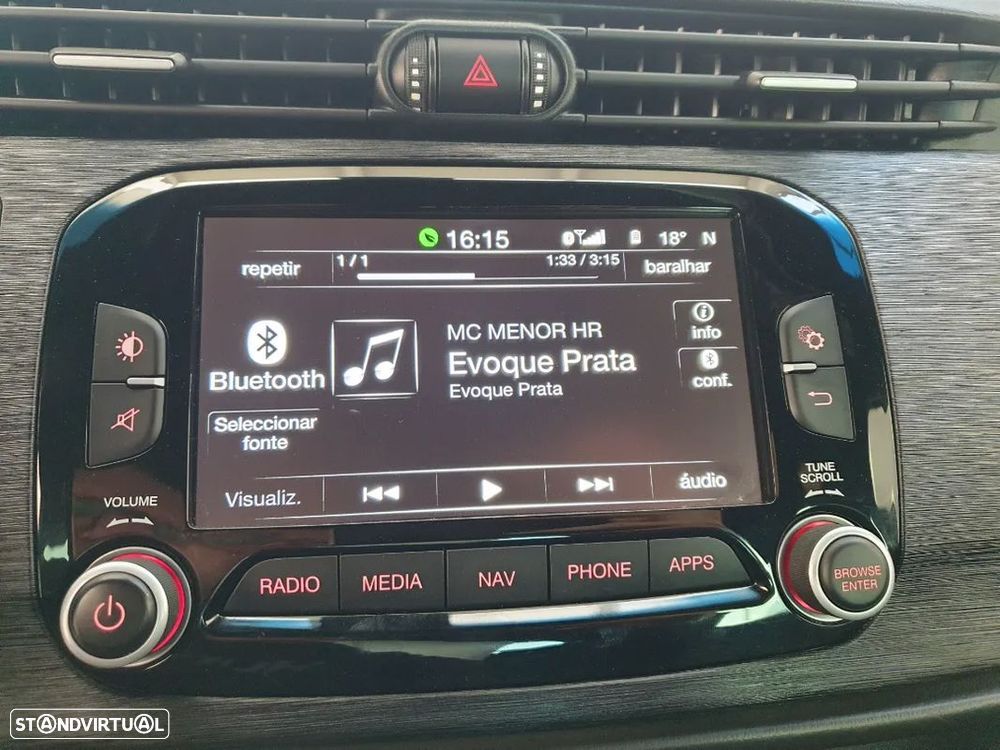 16:15 18° N
repetir 1/1 1:33 / 3:15 baralhar
MC MENOR HR
Evoque Prata
Evoque Prata
info
conf.
Bluetooth
Seleccionar
fonte
Visualiz. áudio
VOLUME
TUNE
SCROLL
RADIO MEDIA NAV PHONE APPS
BROWSE
ENTER
STANDVIRTUAL